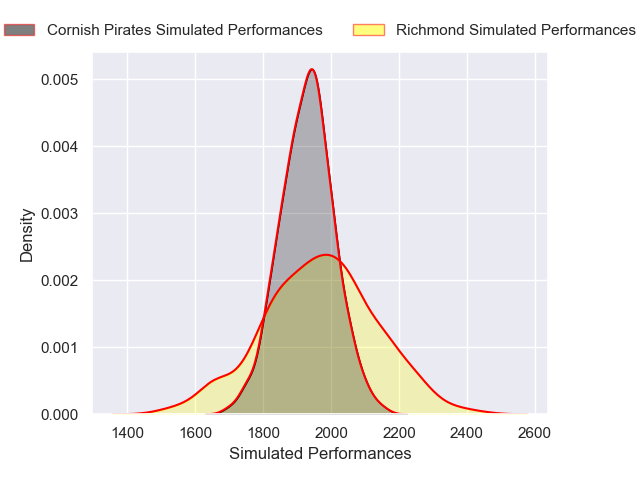 Cornish Pirates Simulated Performances Richmond Simulated Performances
0.005
0.004
0.003
0.002
0.001
0.000
Density
1400 1600 1800 2000 2200 2400 2600
Simulated Performances